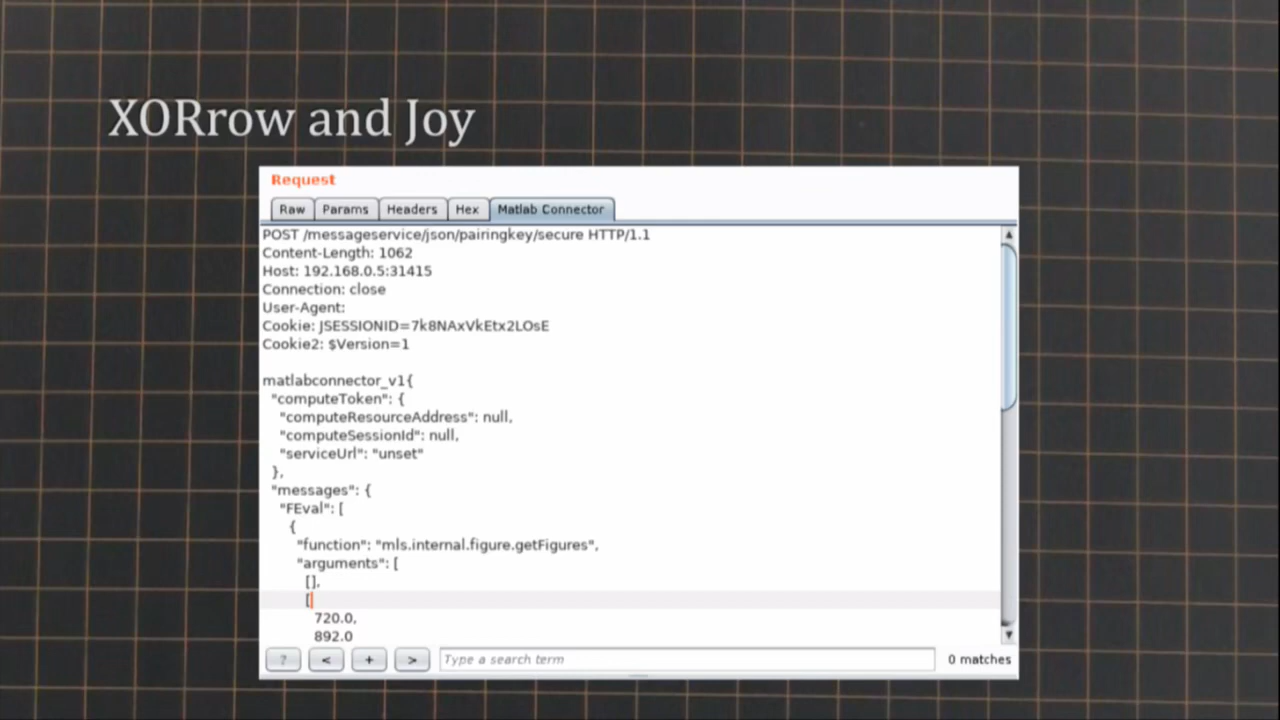 XORrow and Joy
Request
Raw Params Headers Hex Matlab Connector
POST /messageservice/json/pairingkey/secure HTTP/1.1
Content-Length: 1062
Host: 192.168.0.5:31415
Connection: close
User-Agent:
Cookie: JSESSIONID=7k8NAxVkEtx2LOsE
Cookie2: $Version=1
matlabconnector_v1{
"computeToken": {
"computeResourceAddress": null,
"computeSessionId": null,
"serviceUrl": "unset"
},
"messages": {
"FEval": [
{
"function": "mls.internal.figure.getFigures",
"arguments": [
[],
[
720.0,
892.0
? < + > Type a search term 0 matches